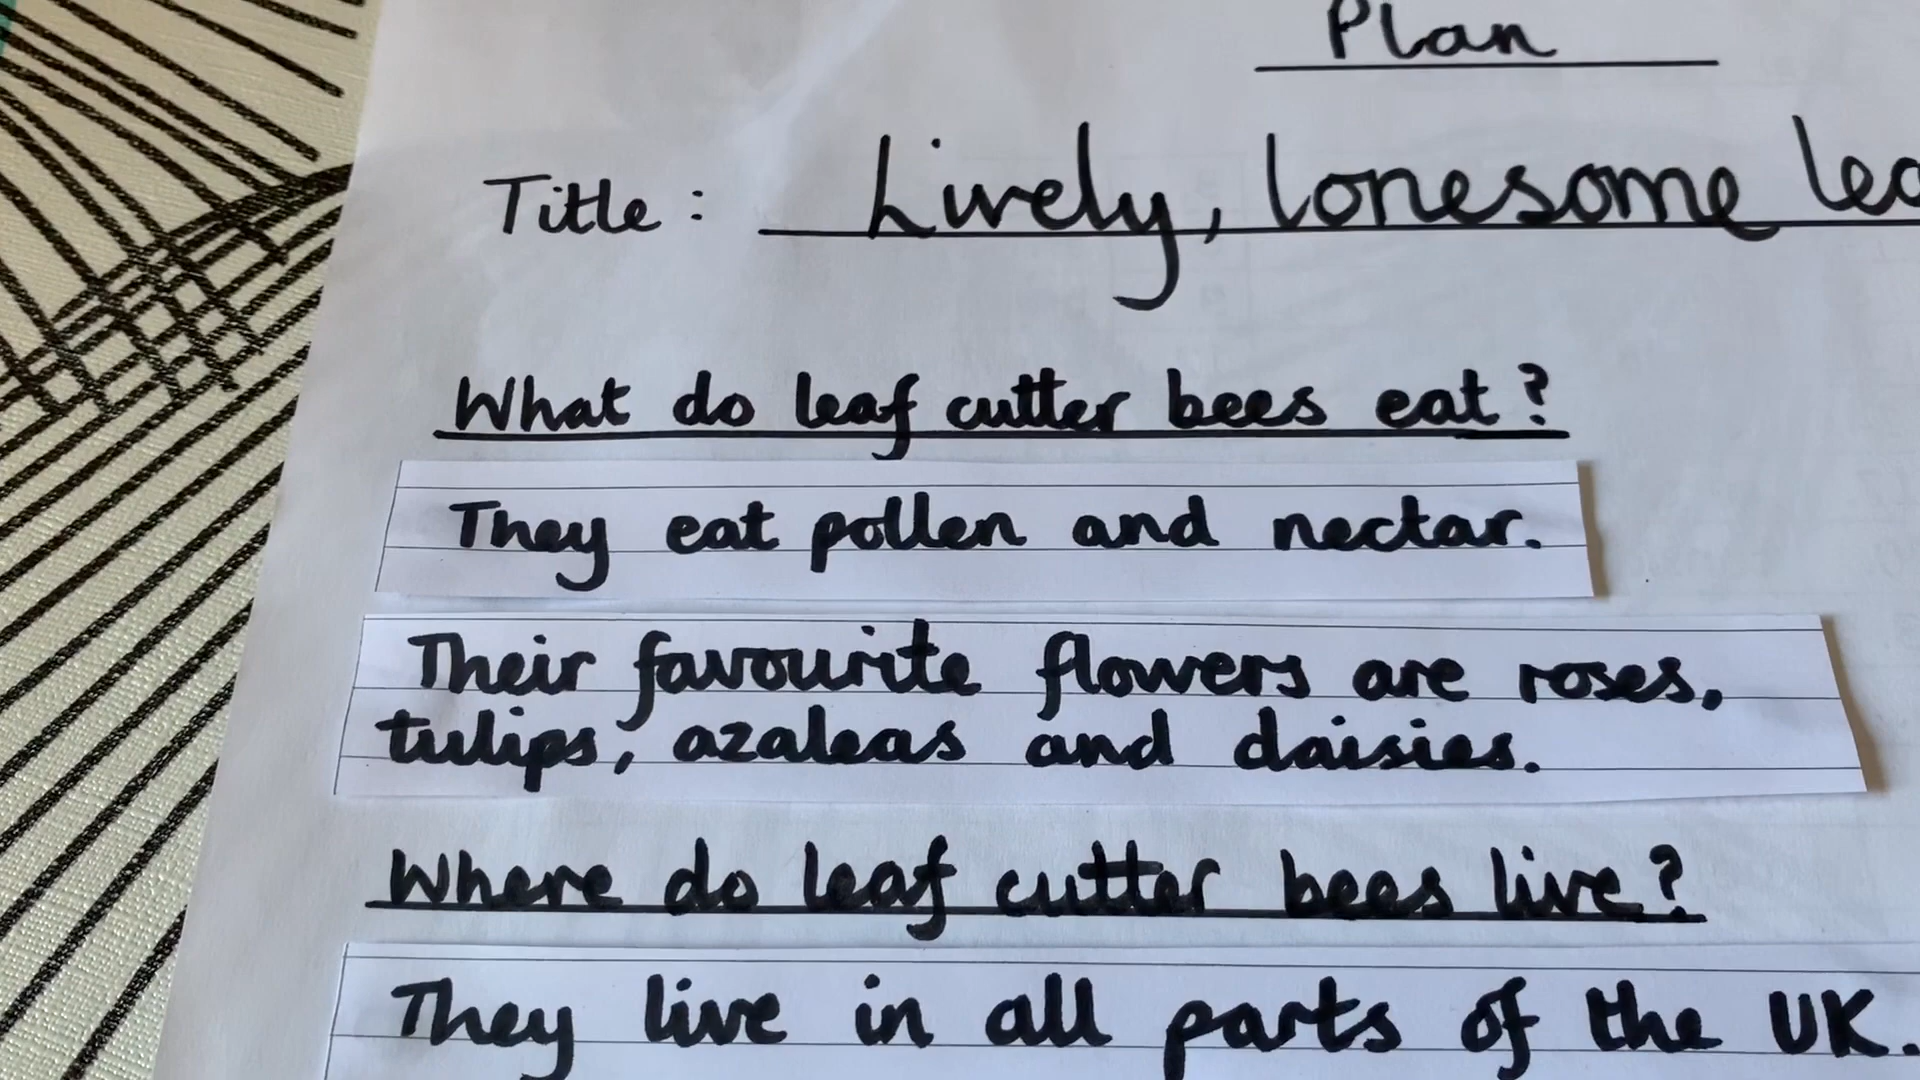 Plan
Title: Lively, lonesome
What do leaf cutter bees eat?
They eat pollen and nectar.
Their favourite flowers are roses,
tulips, azaleas and daisies.
Where do leaf cutter bees live?
They live in all parts of the UK.